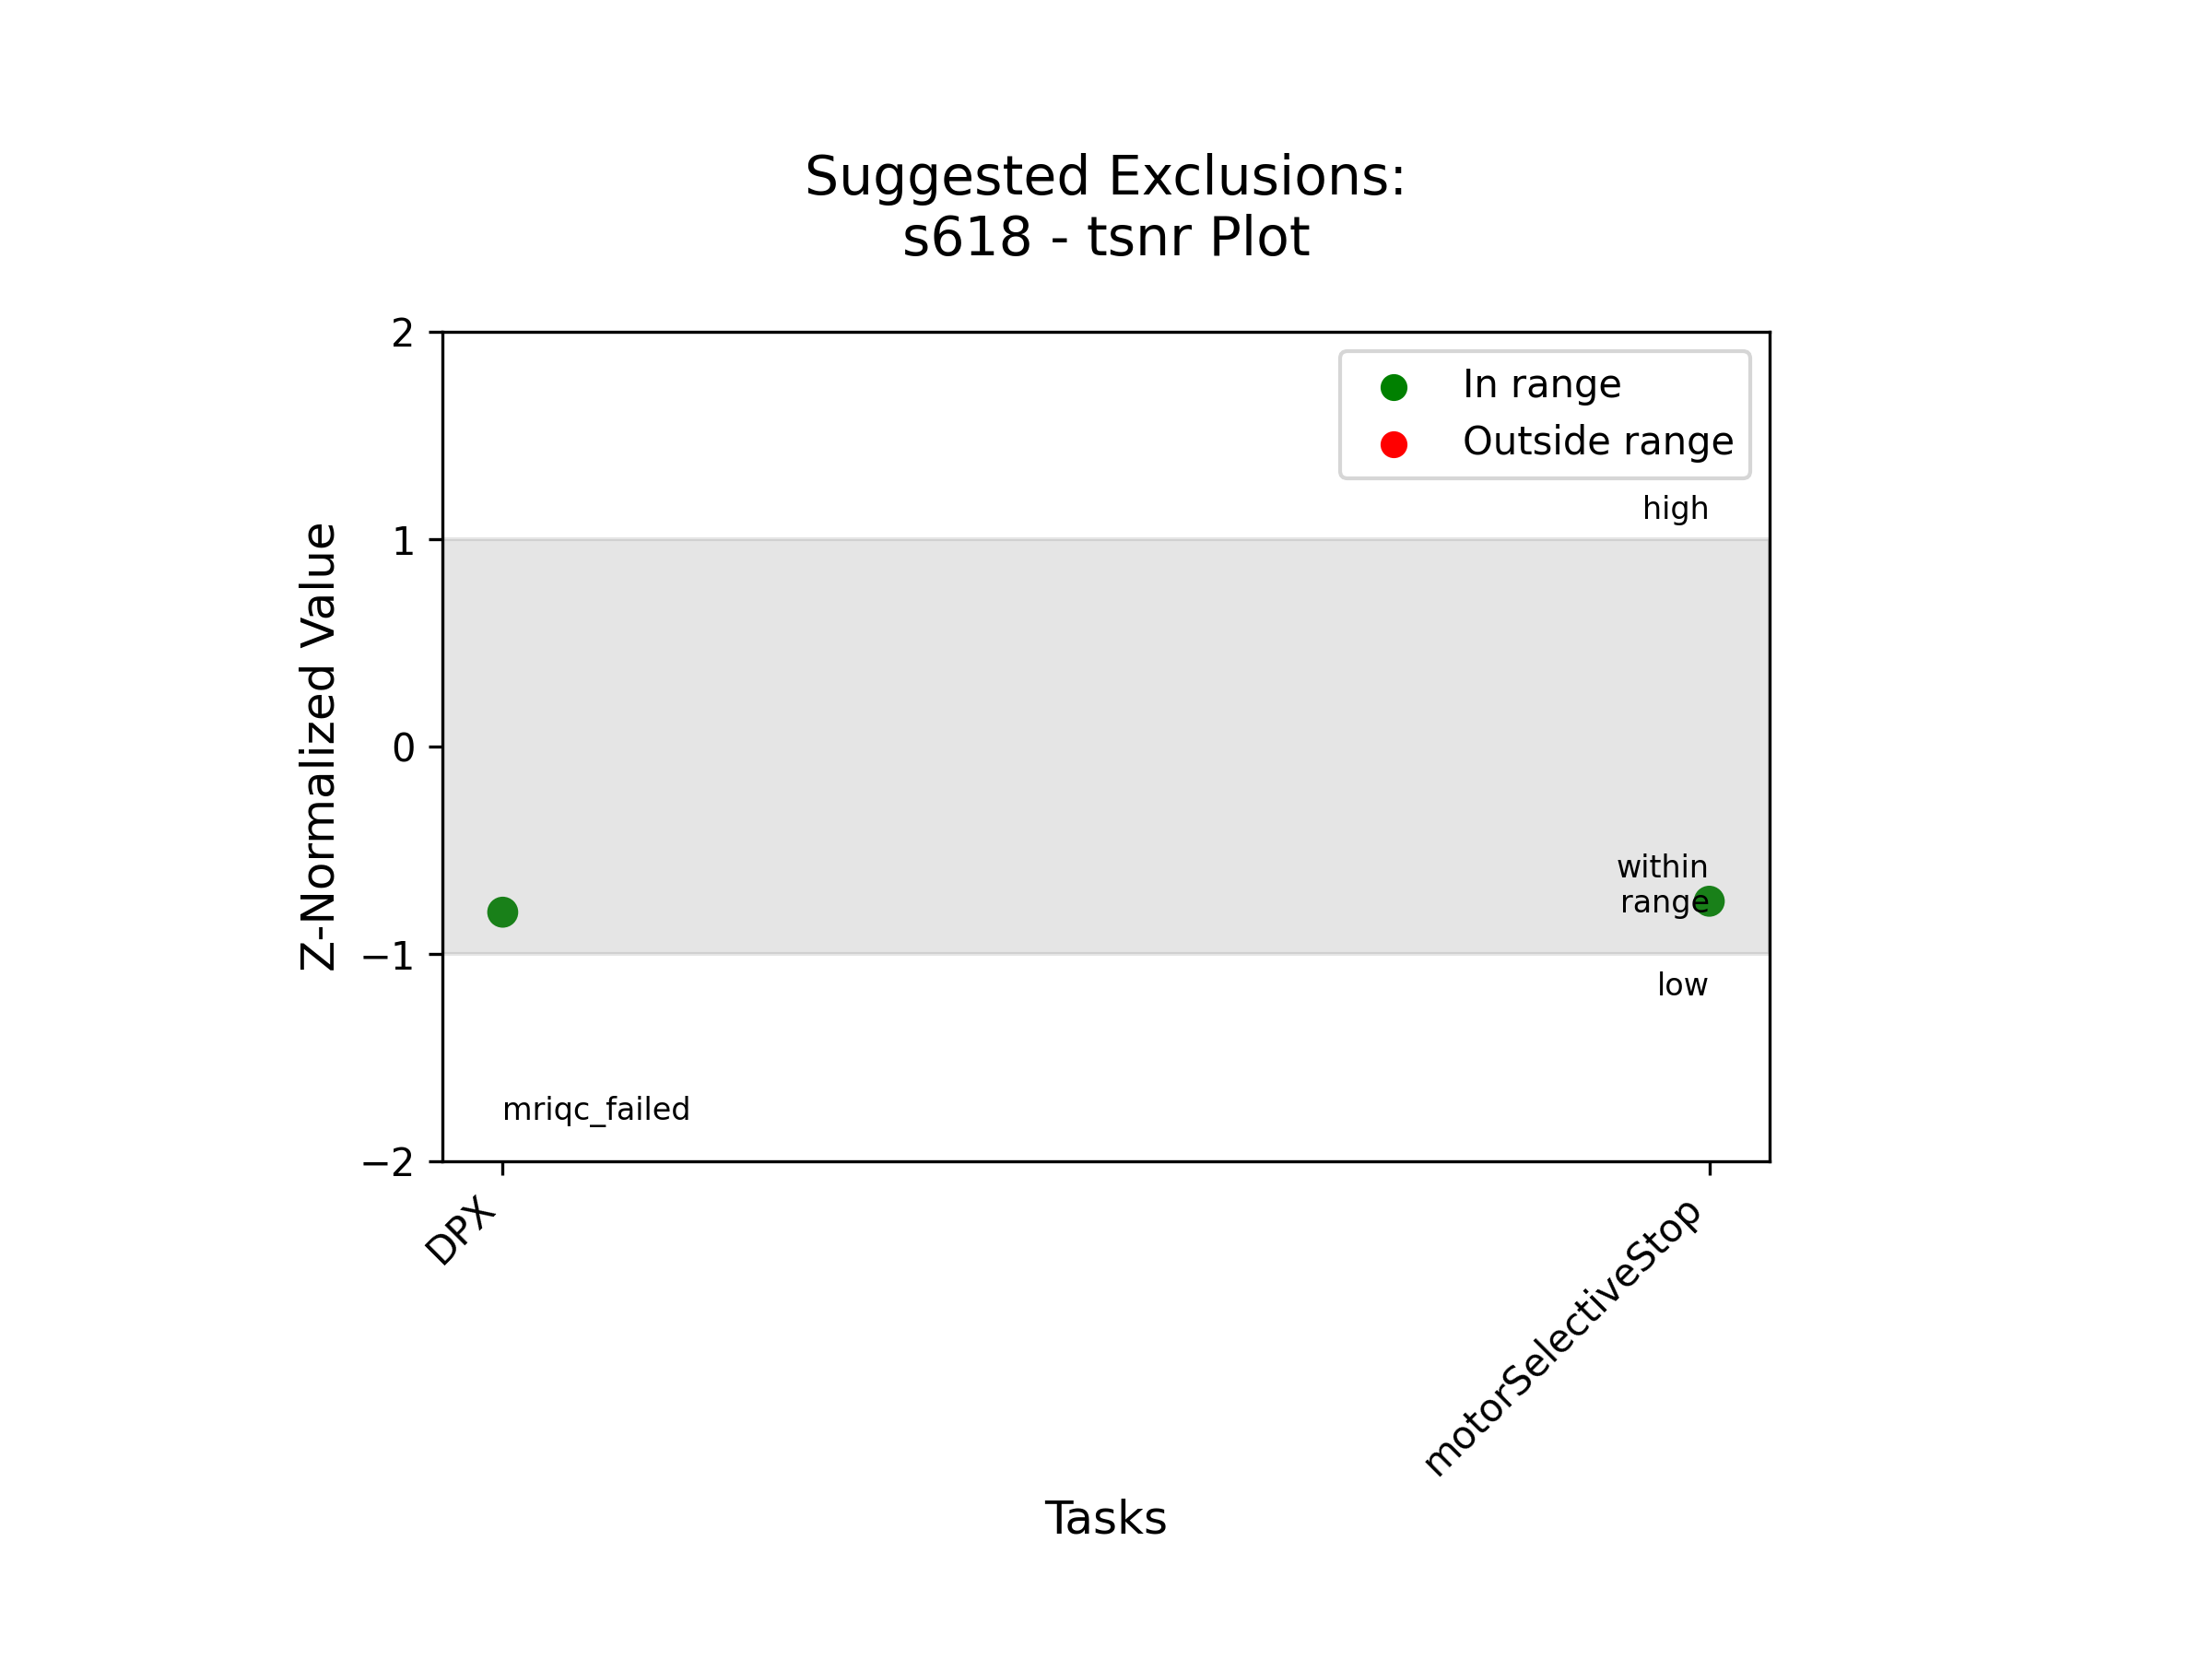 Suggested Exclusions:
s618 - tsnr Plot
Z-Normalized Value
2
1
0
−1
−2
In range
Outside range
high
within
range
low
mriqc_failed
DPX
motorSelectiveStop
Tasks